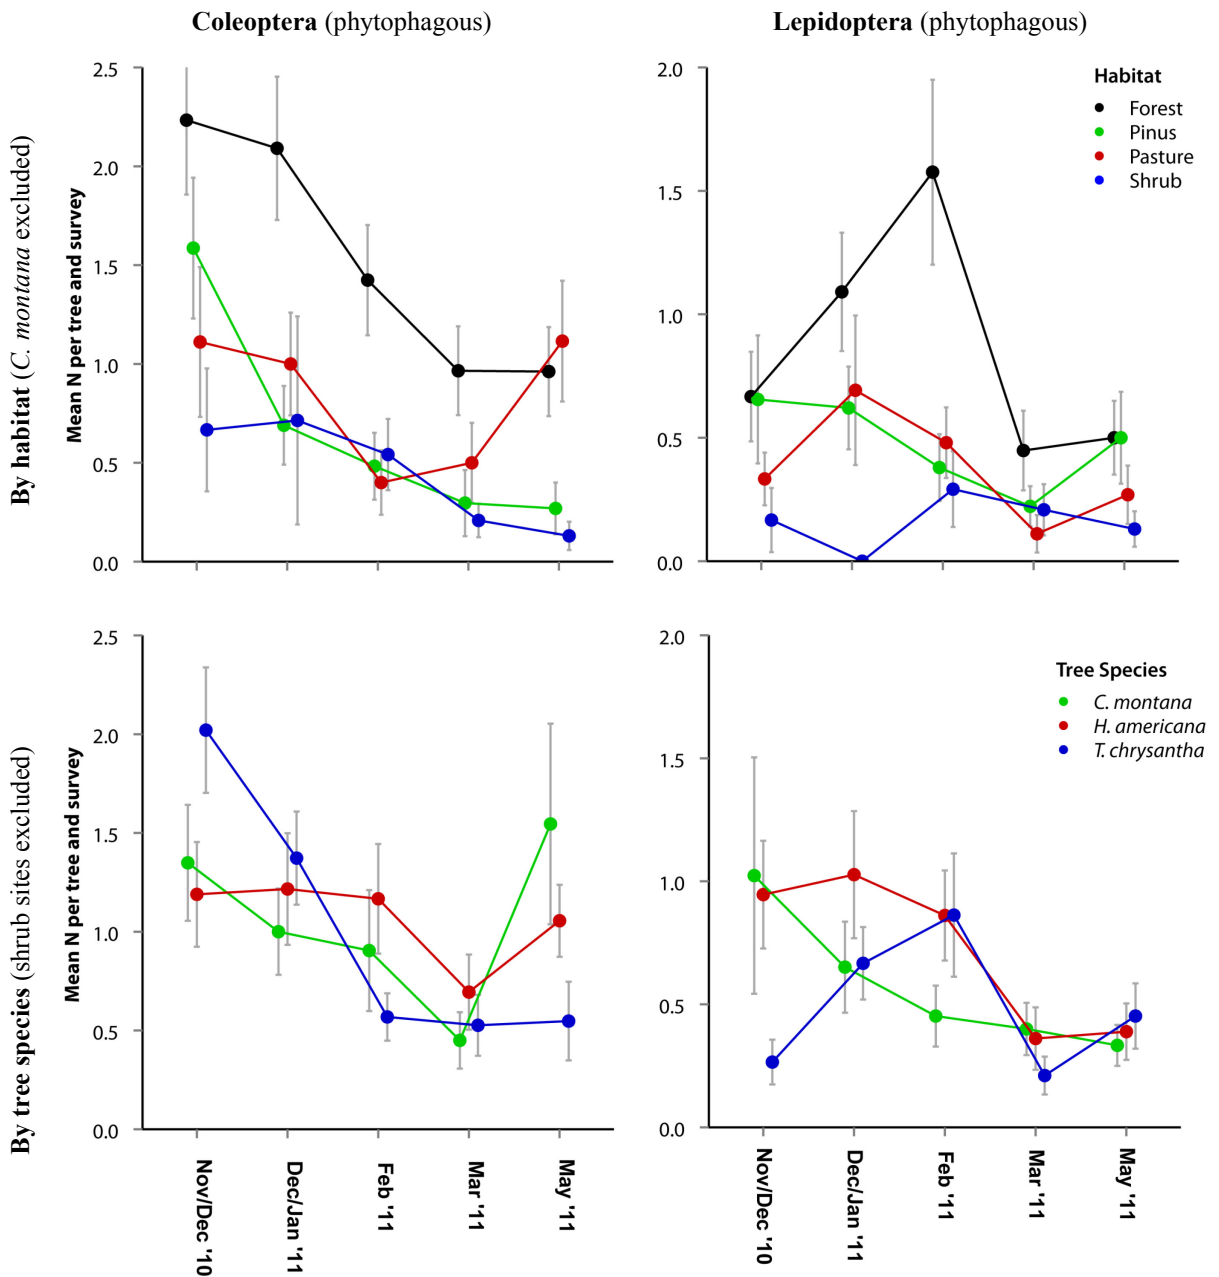 Coleoptera (phytophagous)
Lepidoptera (phytophagous)
By habitat (C. montana excluded)
Mean N per tree and survey
2.5
2.0
1.5
1.0
0.5
0.0
2.0
1.5
1.0
0.5
0.0
Habitat
Forest
Pinus
Pasture
Shrub
By tree species (shrub sites excluded)
Mean N per tree and survey
2.5
2.0
1.5
1.0
0.5
0.0
2.0
1.5
1.0
0.5
0.0
Tree Species
C. montana
H. americana
T. chrysantha
Nov/Dec '10
Dec/Jan '11
Feb '11
Mar '11
May '11
Nov/Dec '10
Dec/Jan '11
Feb '11
Mar '11
May '11